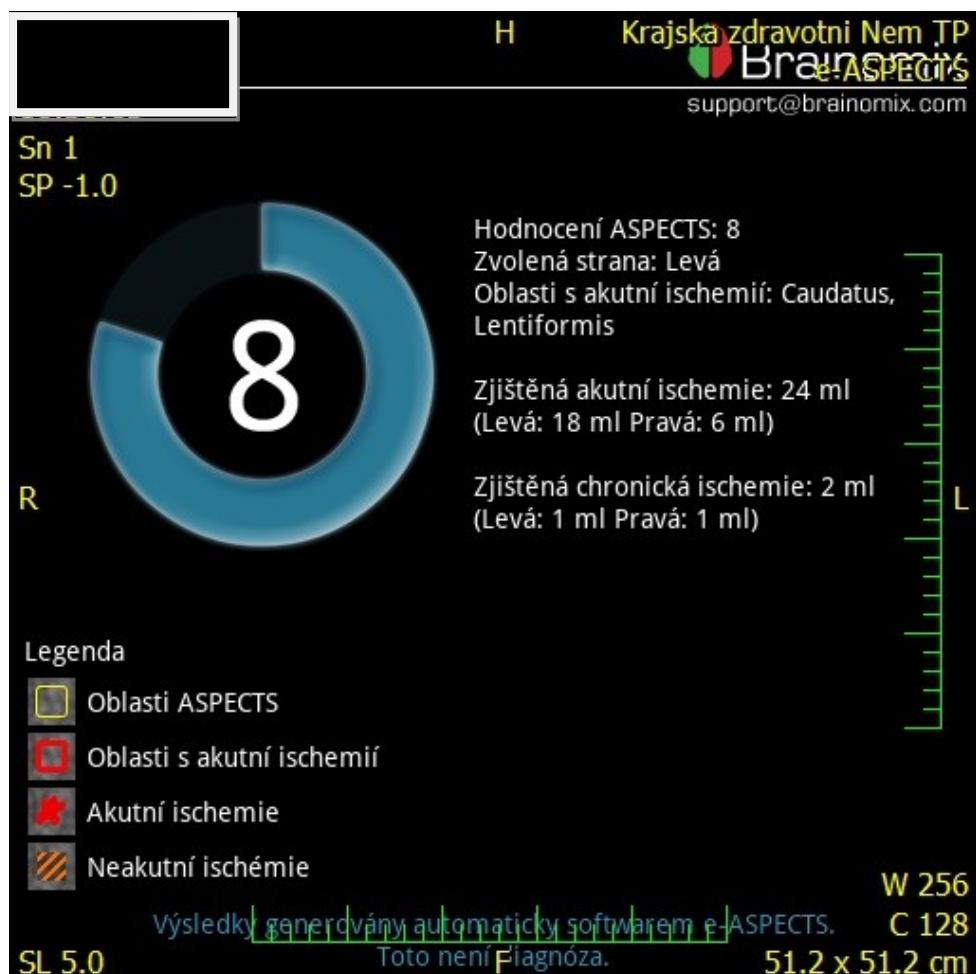 H
Krajska zdravotni Nem TP
Brainomix
e-ASPECTS
support@brainomix.com
Sn 1
SP -1.0
8
Hodnocení ASPECTS: 8
Zvolená strana: Levá
Oblasti s akutní ischemií: Caudatus,
Lentiformis
Zjištěná akutní ischemie: 24 ml
(Levá: 18 ml Pravá: 6 ml)
Zjištěná chronická ischemie: 2 ml
(Levá: 1 ml Pravá: 1 ml)
R
L
Legenda
Oblasti ASPECTS
Oblasti s akutní ischemií
Akutní ischemie
Neakutní ischémie
W 256
C 128
Výsledky generovány automaticky softwarem e-ASPECTS.
Toto není diagnóza.
F
SL 5.0
51.2 x 51.2 cm